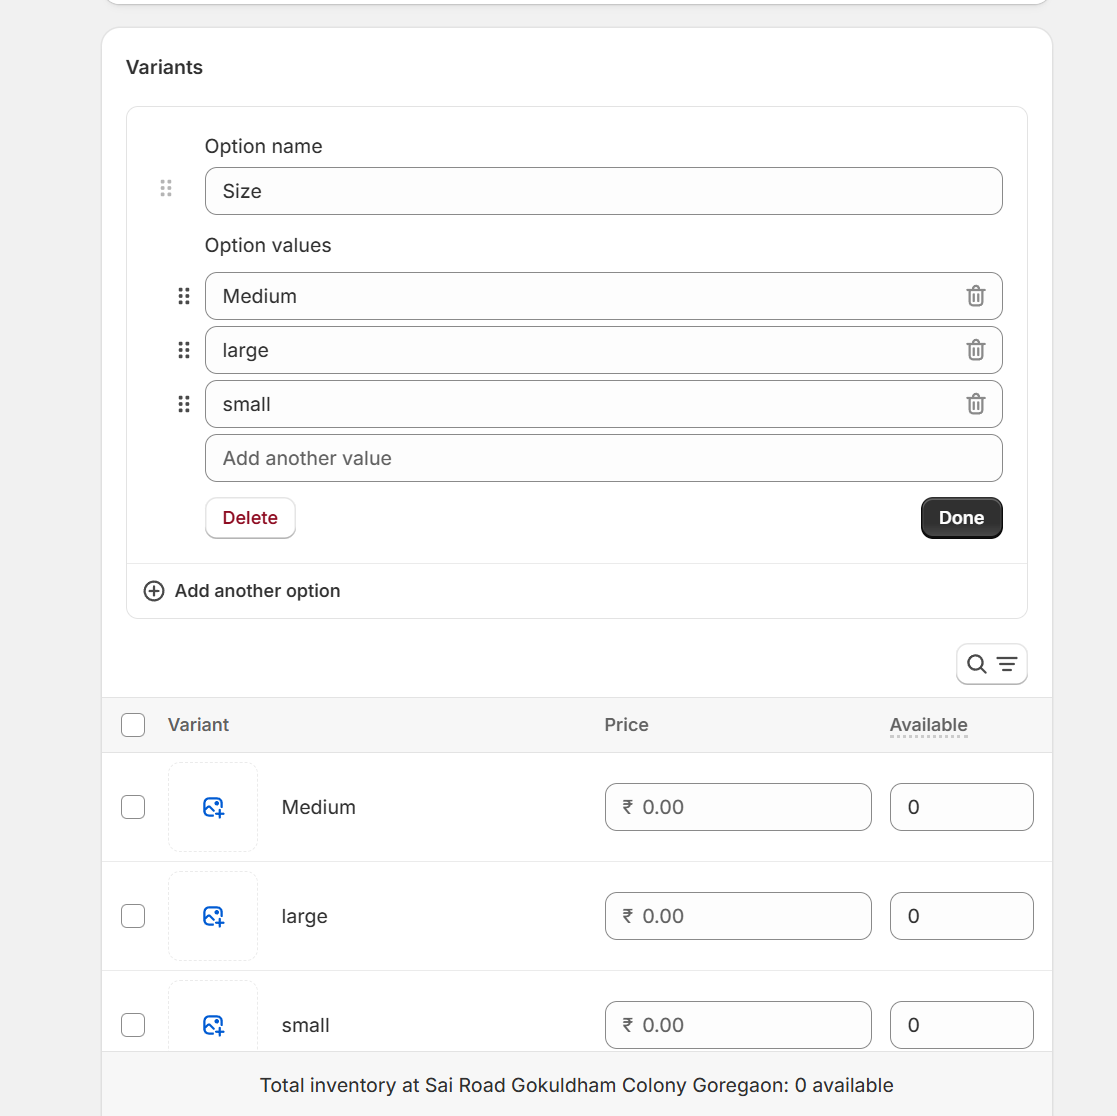 Variants
Option name
Size
Option values
Medium
large
small
Add another value
Delete
Done
Add another option
Variant Price Available
Medium ₹ 0.00 0
large ₹ 0.00 0
small ₹ 0.00 0
Total inventory at Sai Road Gokuldham Colony Goregaon: 0 available